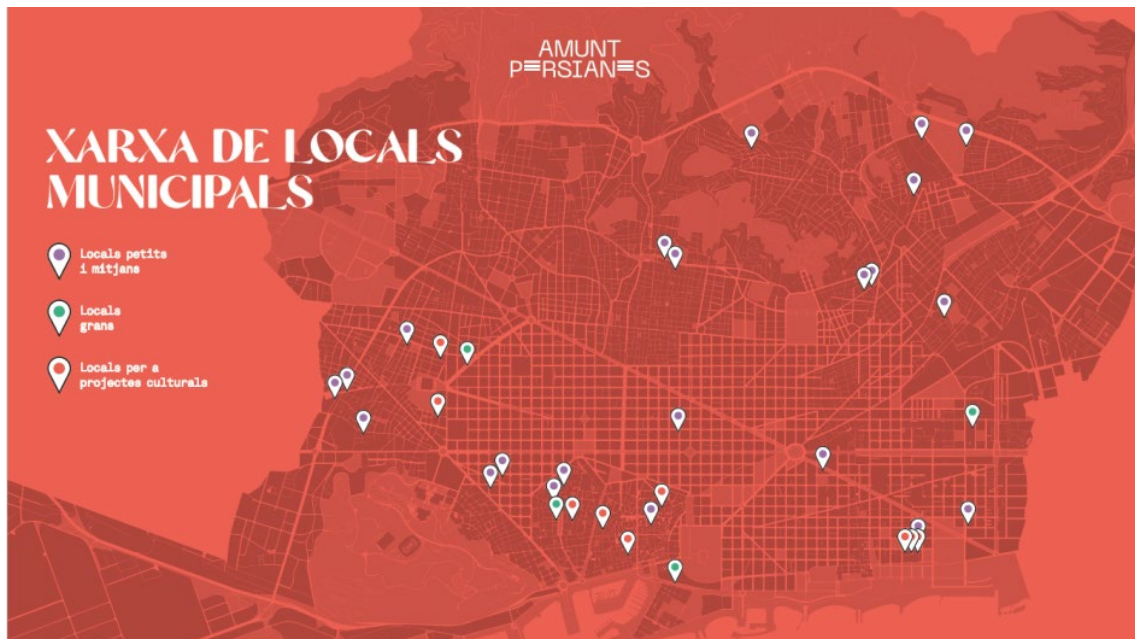 AMUNT
PERSIANES
XARXA DE LOCALS
MUNICIPALS
Locals petits
i mitjans
Locals
grans
Locals per a
projectes culturals